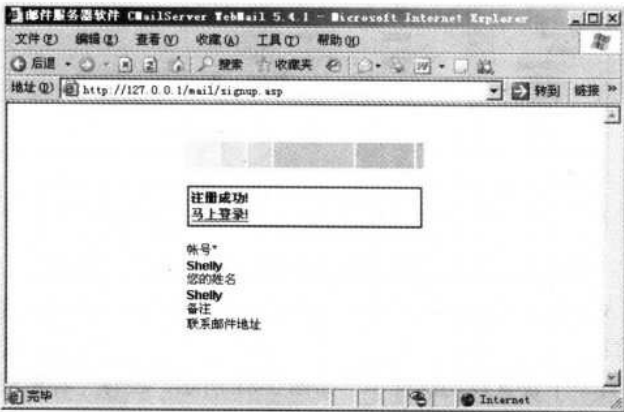 邮件服务器软件 CMailServer WebMail 5.4.1 - Microsoft Internet Explorer
文件(F) 编辑(E) 查看(V) 收藏(A) 工具(T) 帮助(H)
后退 搜索 收藏夹
地址(D) http://127.0.0.1/mail/signup.asp 转到 链接 »
注册成功!
马上登录!
帐号*
Shelly
您的姓名
Shelly
备注
联系邮件地址
完毕 Internet